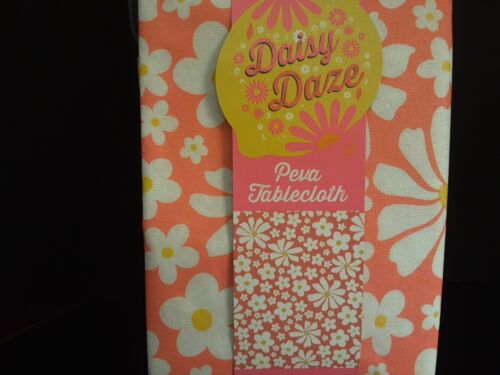 Daisy
Daze
Peva
Tablecloth